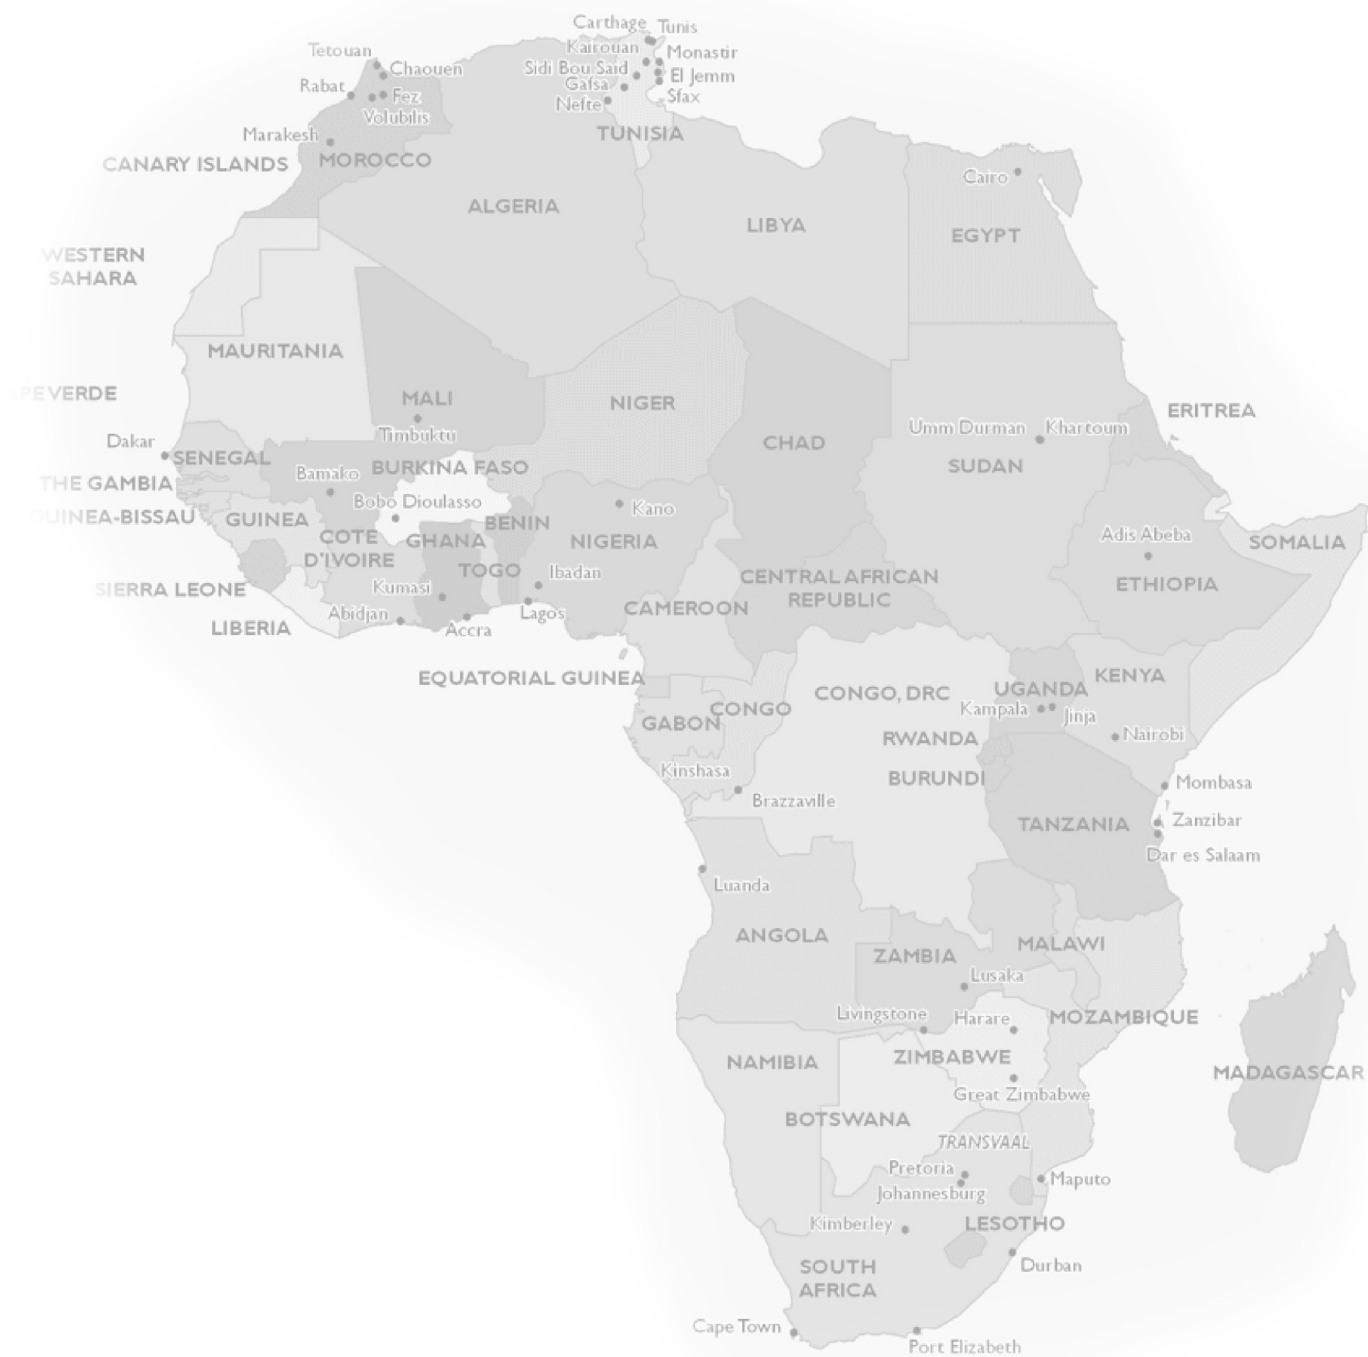 Carthage
Tunis
Tetouan
Kairouan
Monastir
Chaouen
Sidi Bou Said
El Jemm
Rabat
Gafsa
Fez
Nefte
Sfax
Volubilis
Marakesh
TUNISIA
CANARY ISLANDS
MOROCCO
Cairo
ALGERIA
LIBYA
EGYPT
WESTERN
SAHARA
MAURITANIA
PE VERDE
MALI
NIGER
ERITREA
Timbuktu
Umm Durman
Khartoum
Dakar
CHAD
SENEGAL
BURKINA FASO
SUDAN
Bamako
THE GAMBIA
Bobo Dioulasso
Kano
GUINEA-BISSAU
GUINEA
BENIN
COTE
D'IVOIRE
GHANA
NIGERIA
Adis Abeba
SOMALIA
TOGO
Ibadan
CENTRAL AFRICAN
REPUBLIC
ETHIOPIA
SIERRA LEONE
Kumasi
CAMEROON
Abidjan
Lagos
LIBERIA
Accra
EQUATORIAL GUINEA
KENYA
CONGO, DRC
UGANDA
CONGO
Kampala
Jinja
GABON
RWANDA
Nairobi
Kinshasa
BURUNDI
Mombasa
Brazzaville
TANZANIA
Zanzibar
Dar es Salaam
Luanda
ANGOLA
MALAWI
ZAMBIA
Lusaka
Livingstone
Harare
MOZAMBIQUE
NAMIBIA
ZIMBABWE
MADAGASCAR
Great Zimbabwe
BOTSWANA
TRANSVAAL
Pretoria
Maputo
Johannesburg
Kimberley
LESOTHO
SOUTH
AFRICA
Durban
Cape Town
Port Elizabeth